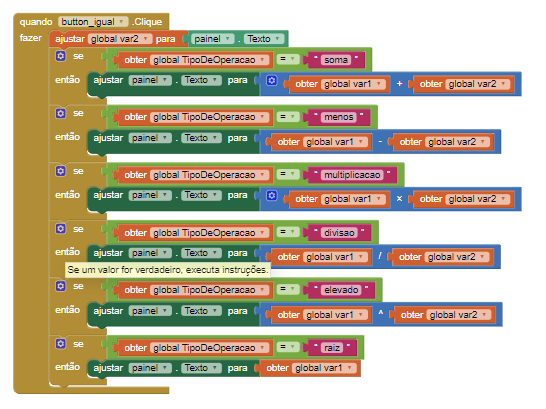 quando button_igual .Clique
fazer ajustar global var2 para painel . Texto
se obter global TipoDeOperacao = " soma "
então ajustar painel . Texto para obter global var1 + obter global var2
se obter global TipoDeOperacao = " menos "
então ajustar painel . Texto para obter global var1 - obter global var2
se obter global TipoDeOperacao = " multiplicacao "
então ajustar painel . Texto para obter global var1 × obter global var2
se obter global TipoDeOperacao = " divisao "
então ajustar painel . Texto para obter global var1 / obter global var2
Se um valor for verdadeiro, executa instruções.
se obter global TipoDeOperacao = " elevado "
então ajustar painel . Texto para obter global var1 ^ obter global var2
se obter global TipoDeOperacao = " raiz "
então ajustar painel . Texto para obter global var1